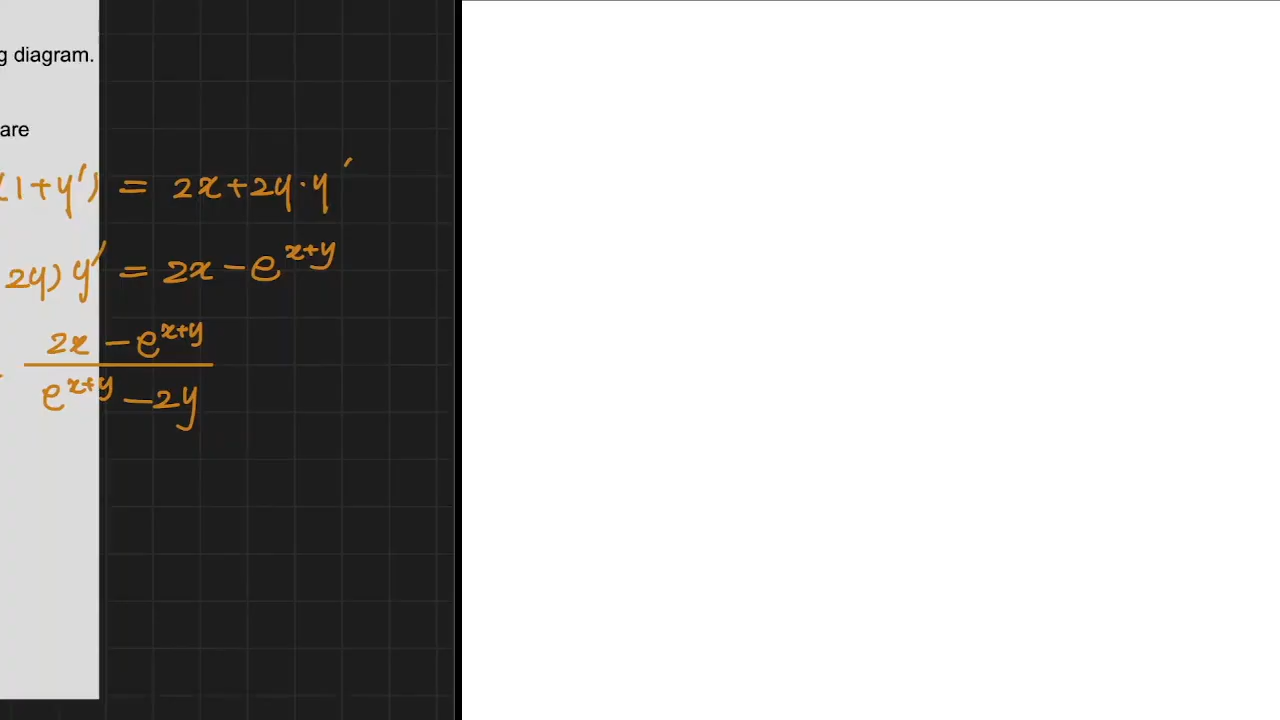 g diagram.
are
(1+y′) = 2x+2y·y′
2y) y′ = 2x − e^{x+y}
2x − e^{x+y}
e^{x+y} − 2y